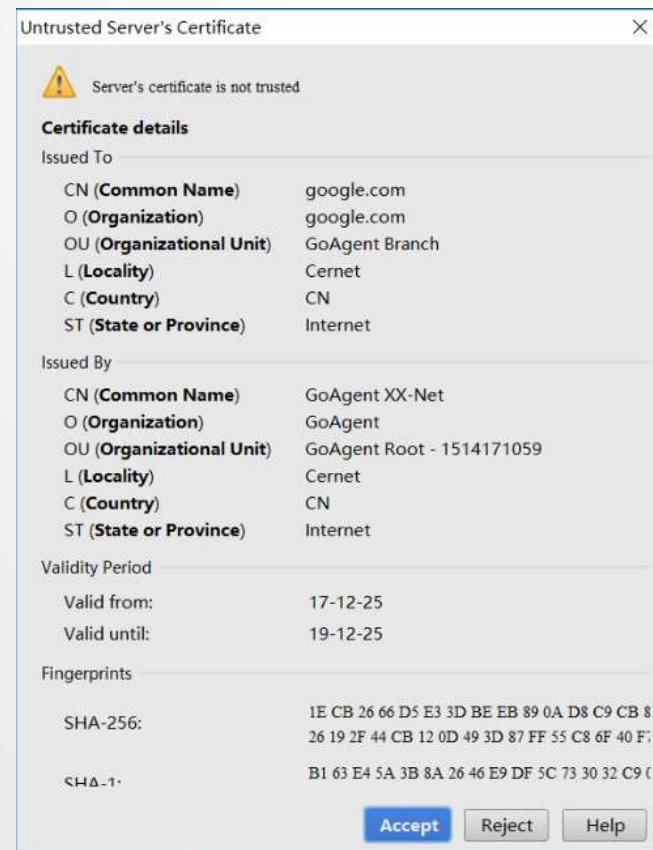 Untrusted Server's Certificate
Server's certificate is not trusted
Certificate details
Issued To
CN (Common Name) google.com
O (Organization) google.com
OU (Organizational Unit) GoAgent Branch
L (Locality) Cernet
C (Country) CN
ST (State or Province) Internet
Issued By
CN (Common Name) GoAgent XX-Net
O (Organization) GoAgent
OU (Organizational Unit) GoAgent Root - 1514171059
L (Locality) Cernet
C (Country) CN
ST (State or Province) Internet
Validity Period
Valid from: 17-12-25
Valid until: 19-12-25
Fingerprints
SHA-256: 1E CB 26 66 D5 E3 3D BE EB 89 0A D8 C9 CB 8
26 19 2F 44 CB 12 0D 49 3D 87 FF 55 C8 6F 40
SHA-1: B1 63 E4 5A 3B 8A 26 46 E9 DF 5C 73 30 32 C9
Accept Reject Help